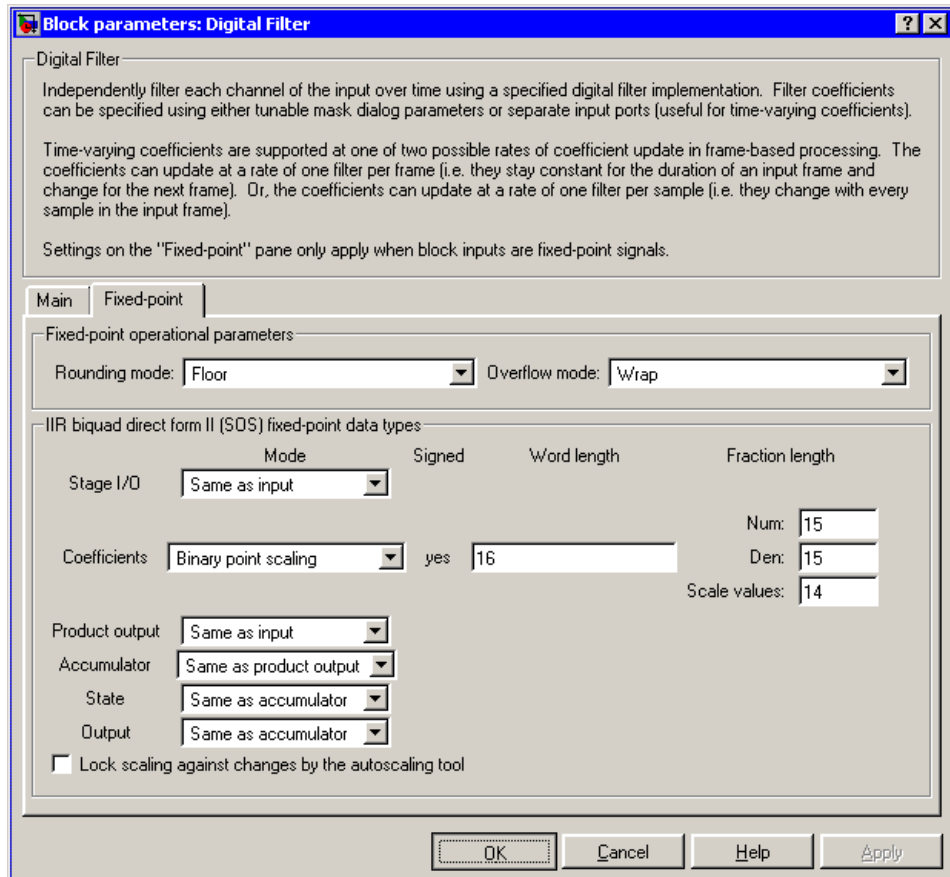 Block parameters: Digital Filter
Digital Filter
Independently filter each channel of the input over time using a specified digital filter implementation. Filter coefficients
can be specified using either tunable mask dialog parameters or separate input ports (useful for time-varying coefficients).
Time-varying coefficients are supported at one of two possible rates of coefficient update in frame-based processing. The
coefficients can update at a rate of one filter per frame (i.e. they stay constant for the duration of an input frame and
change for the next frame). Or, the coefficients can update at a rate of one filter per sample (i.e. they change with every
sample in the input frame).
Settings on the "Fixed-point" pane only apply when block inputs are fixed-point signals.
Main Fixed-point
Fixed-point operational parameters
Rounding mode: Floor Overflow mode: Wrap
IIR biquad direct form II (SOS) fixed-point data types
Mode Signed Word length Fraction length
Stage I/O Same as input
Num: 15
Coefficients Binary point scaling yes 16 Den: 15
Scale values: 14
Product output Same as input
Accumulator Same as product output
State Same as accumulator
Output Same as accumulator
Lock scaling against changes by the autoscaling tool
OK Cancel Help Apply